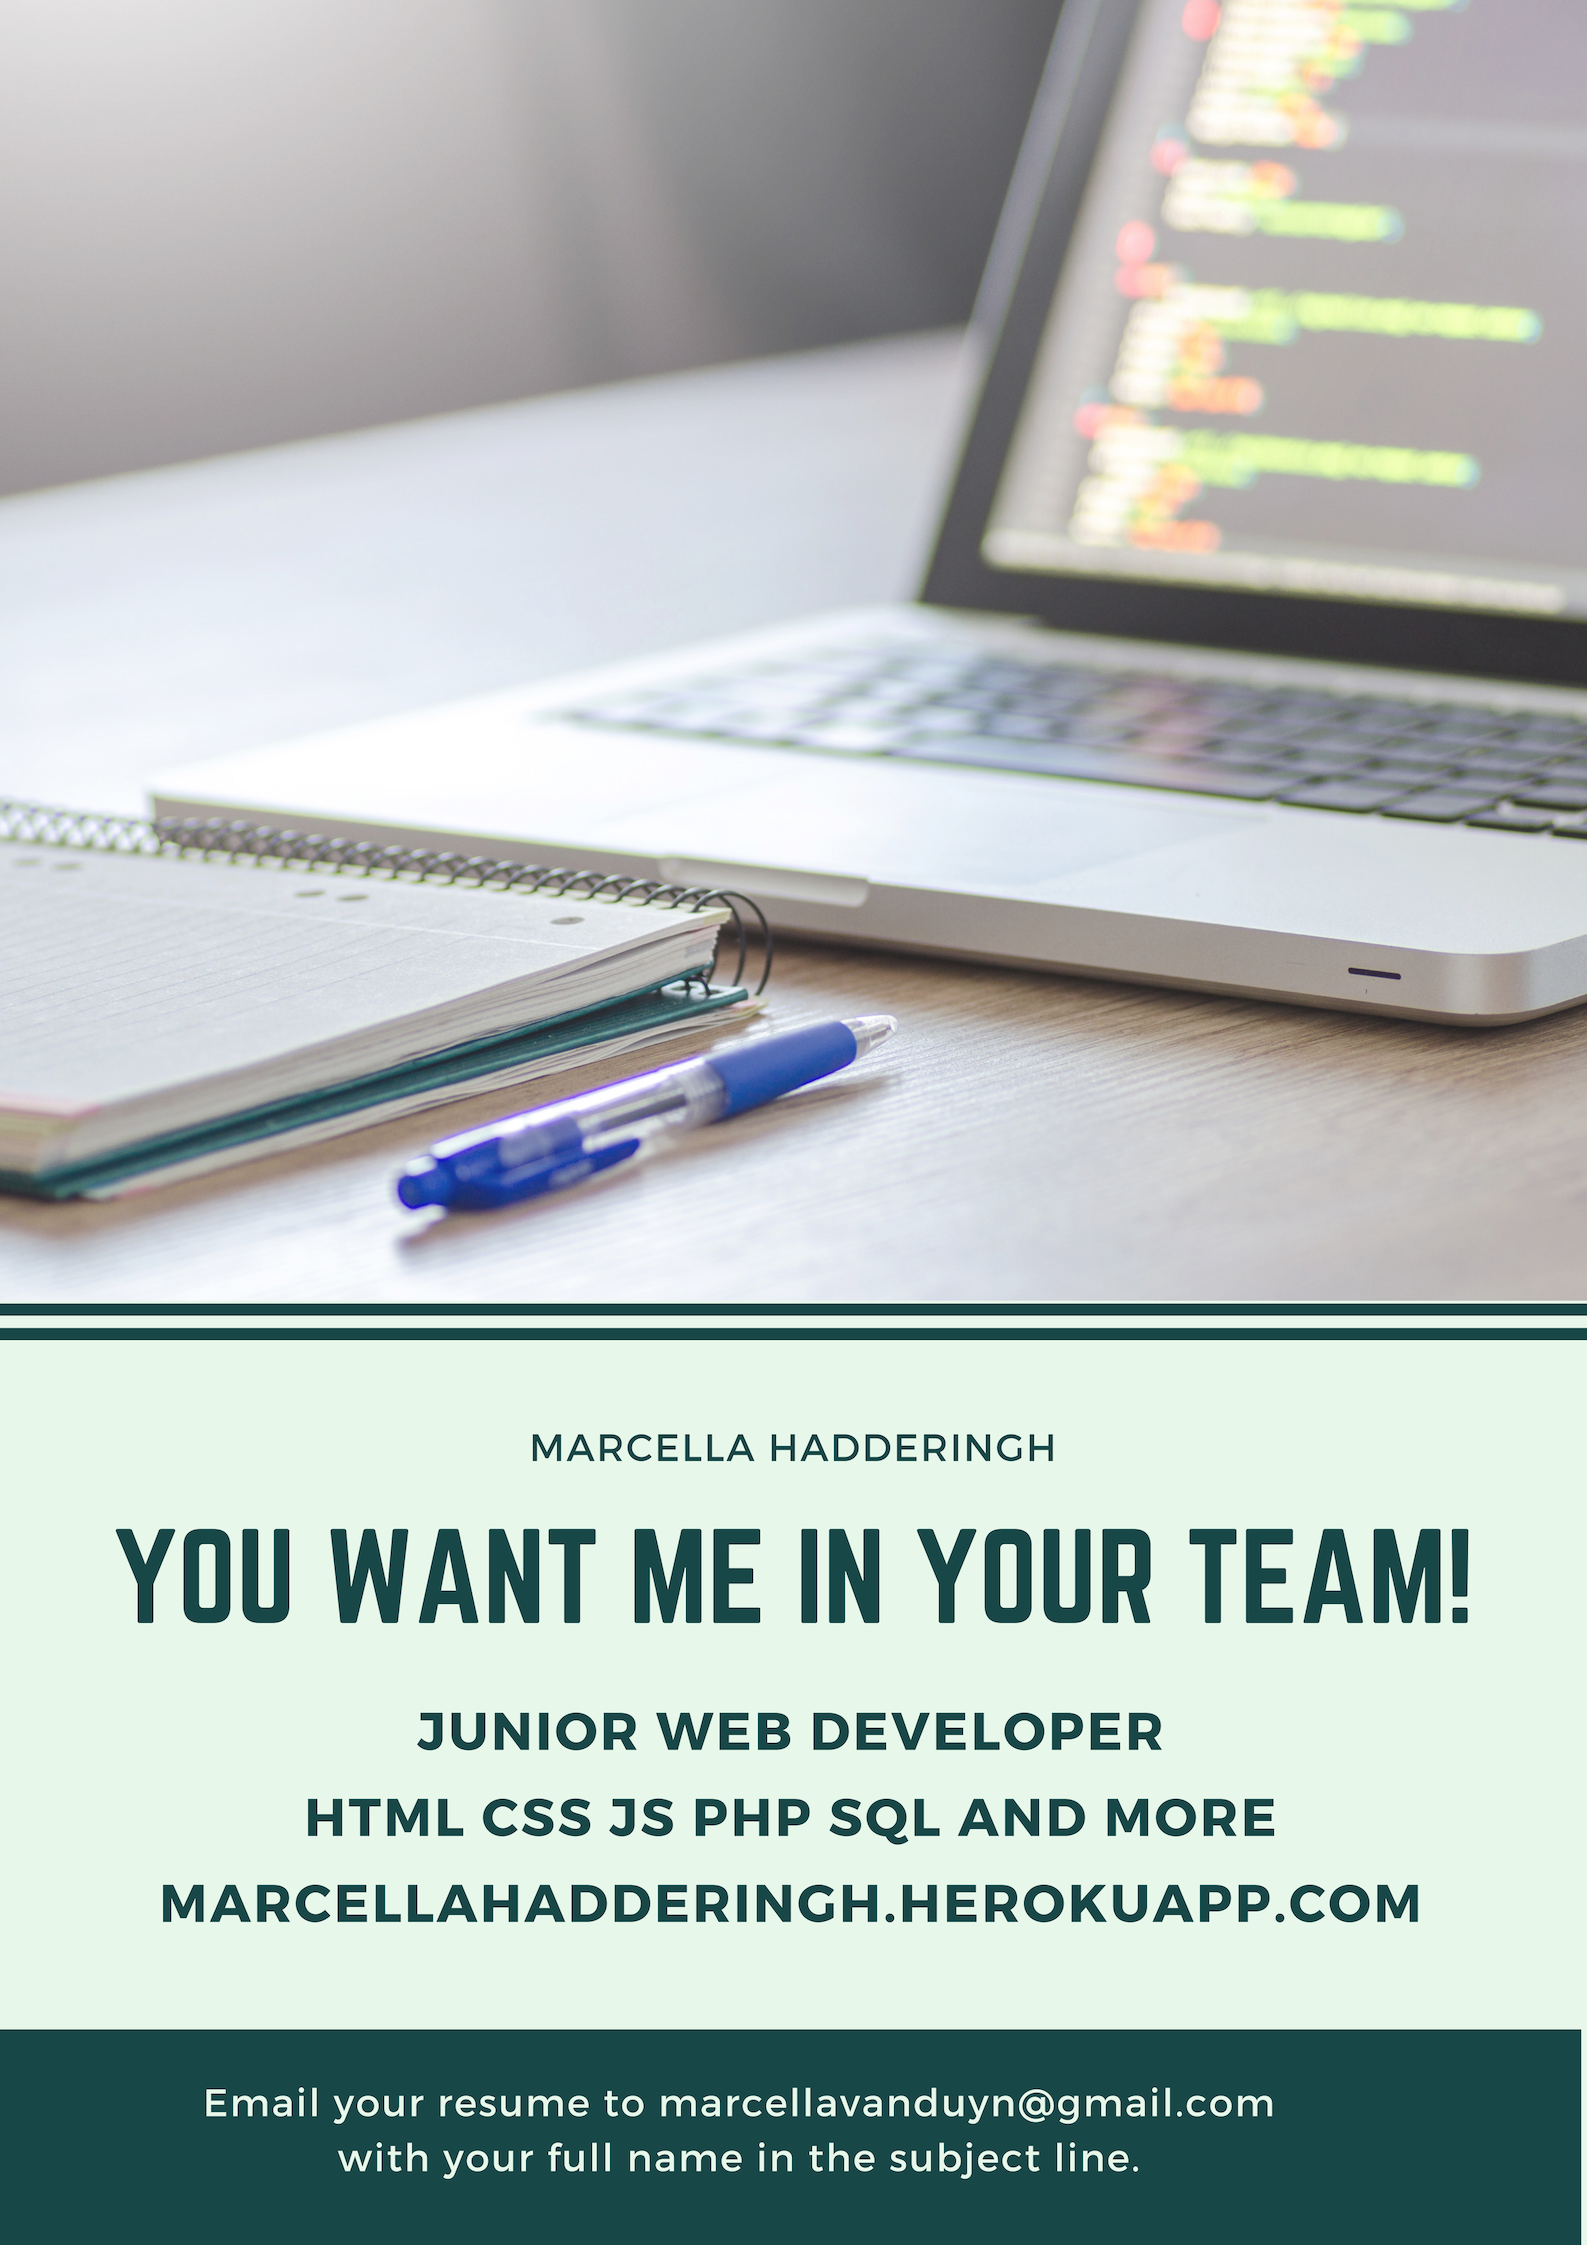 MARCELLA HADDERINGH
YOU WANT ME IN YOUR TEAM!
JUNIOR WEB DEVELOPER
HTML CSS JS PHP SQL AND MORE
MARCELLAHADDERINGH.HEROKUAPP.COM
Email your resume to marcellavanduyn@gmail.com
with your full name in the subject line.